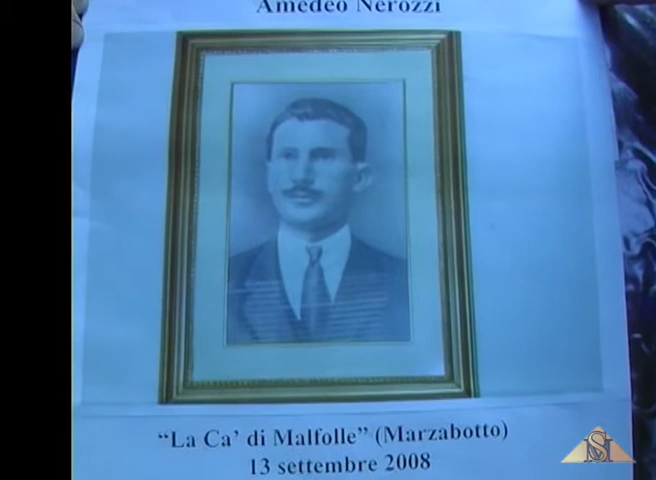 Amedeo Nerozzi
“La Ca’ di Malfolle” (Marzabotto)
13 settembre 2008